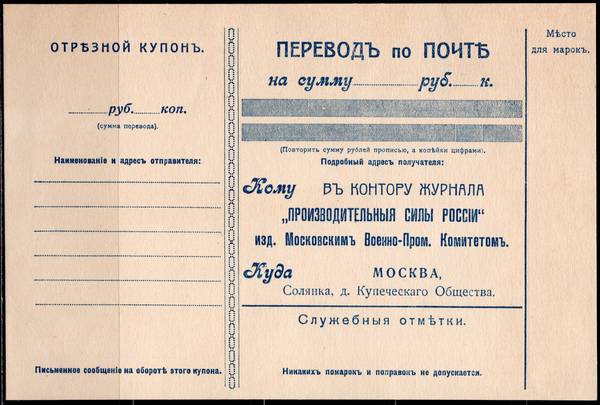 ОТРѢЗНОЙ КУПОНЪ.
руб. коп.
(сумма перевода).
Наименованіе и адресъ отправителя:
Письменное сообщеніе на оборотѣ этого купона.
ПЕРЕВОДЪ по ПОЧТѢ
на сумму руб. к.
(Повторить сумму рублей прописью, а копѣйки цифрами).
Подробный адресъ получателя:
Кому ВЪ КОНТОРУ ЖУРНАЛА
„ПРОИЗВОДИТЕЛЬНЫЯ СИЛЫ РОССІИ"
изд. Московскимъ Военно-Пром. Комитетомъ.
Куда МОСКВА,
Солянка, д. Купеческаго Общества.
Служебныя отмѣтки.
Никакихъ помарокъ и поправокъ не допускается.
Мѣсто
для марокъ.